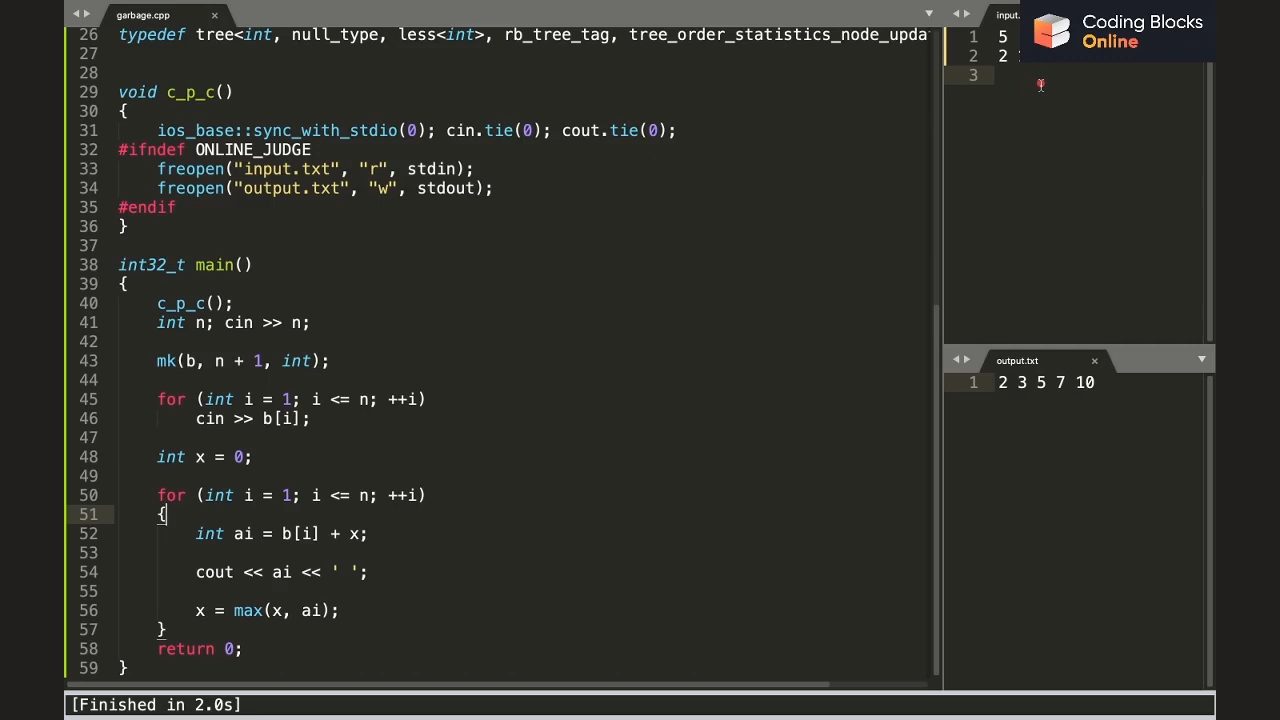 garbage.cpp
26 typedef tree<int, null_type, less<int>, rb_tree_tag, tree_order_statistics_node_upda
27
28
29 void c_p_c()
30 {
31 ios_base::sync_with_stdio(0); cin.tie(0); cout.tie(0);
32 #ifndef ONLINE_JUDGE
33 freopen("input.txt", "r", stdin);
34 freopen("output.txt", "w", stdout);
35 #endif
36 }
37
38 int32_t main()
39 {
40 c_p_c();
41 int n; cin >> n;
42
43 mk(b, n + 1, int);
44
45 for (int i = 1; i <= n; ++i)
46 cin >> b[i];
47
48 int x = 0;
49
50 for (int i = 1; i <= n; ++i)
51 {
52 int ai = b[i] + x;
53
54 cout << ai << ' ';
55
56 x = max(x, ai);
57 }
58 return 0;
59 }
[Finished in 2.0s]
input.
1 5
2 2
3
Coding Blocks
Online
output.txt
1 2 3 5 7 10